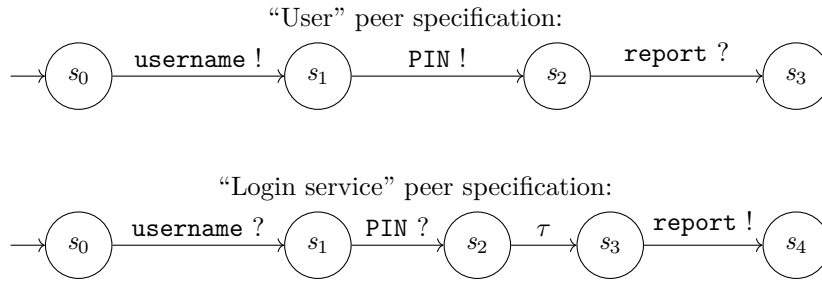 “User” peer specification:
username ! PIN ! report ?
s0 s1 s2 s3
“Login service” peer specification:
username ? PIN ? τ report !
s0 s1 s2 s3 s4